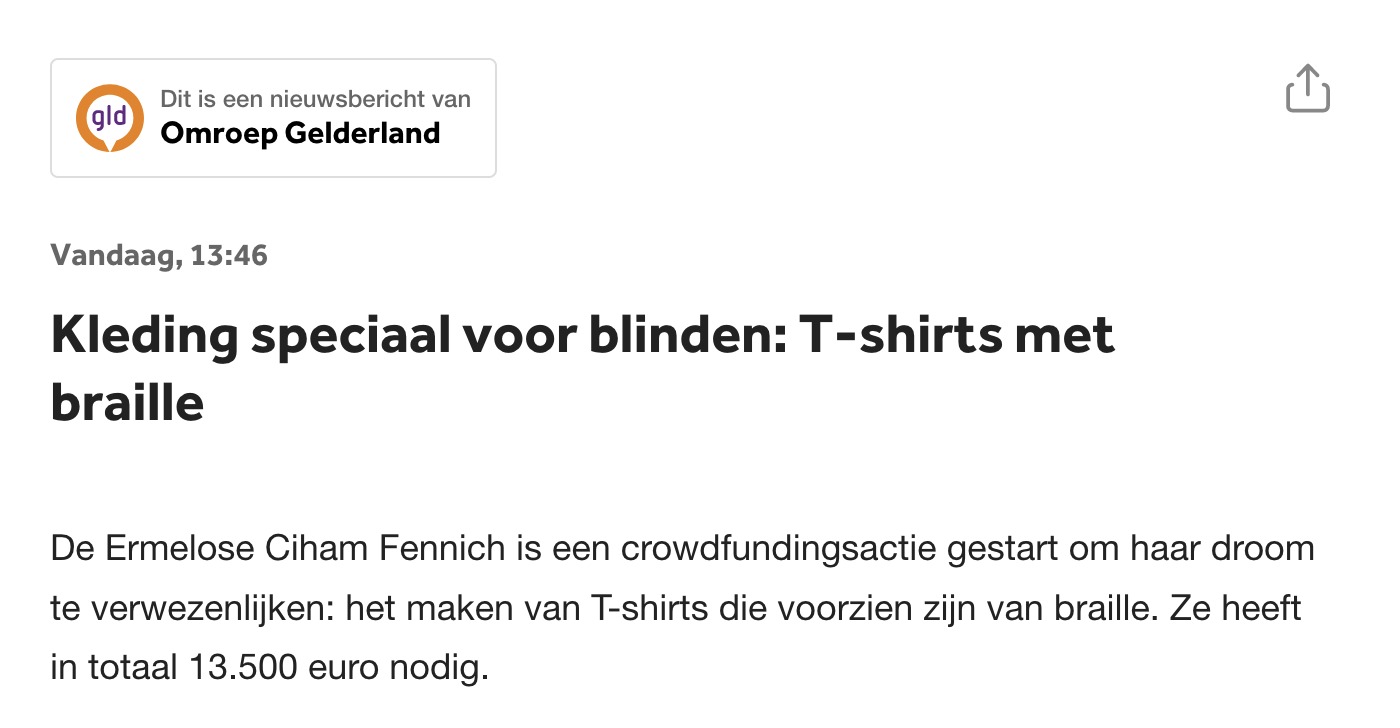 gld
Dit is een nieuwsbericht van
Omroep Gelderland
Vandaag, 13:46
Kleding speciaal voor blinden: T-shirts met
braille
De Ermelose Ciham Fennich is een crowdfundingsactie gestart om haar droom
te verwezenlijken: het maken van T-shirts die voorzien zijn van braille. Ze heeft
in totaal 13.500 euro nodig.